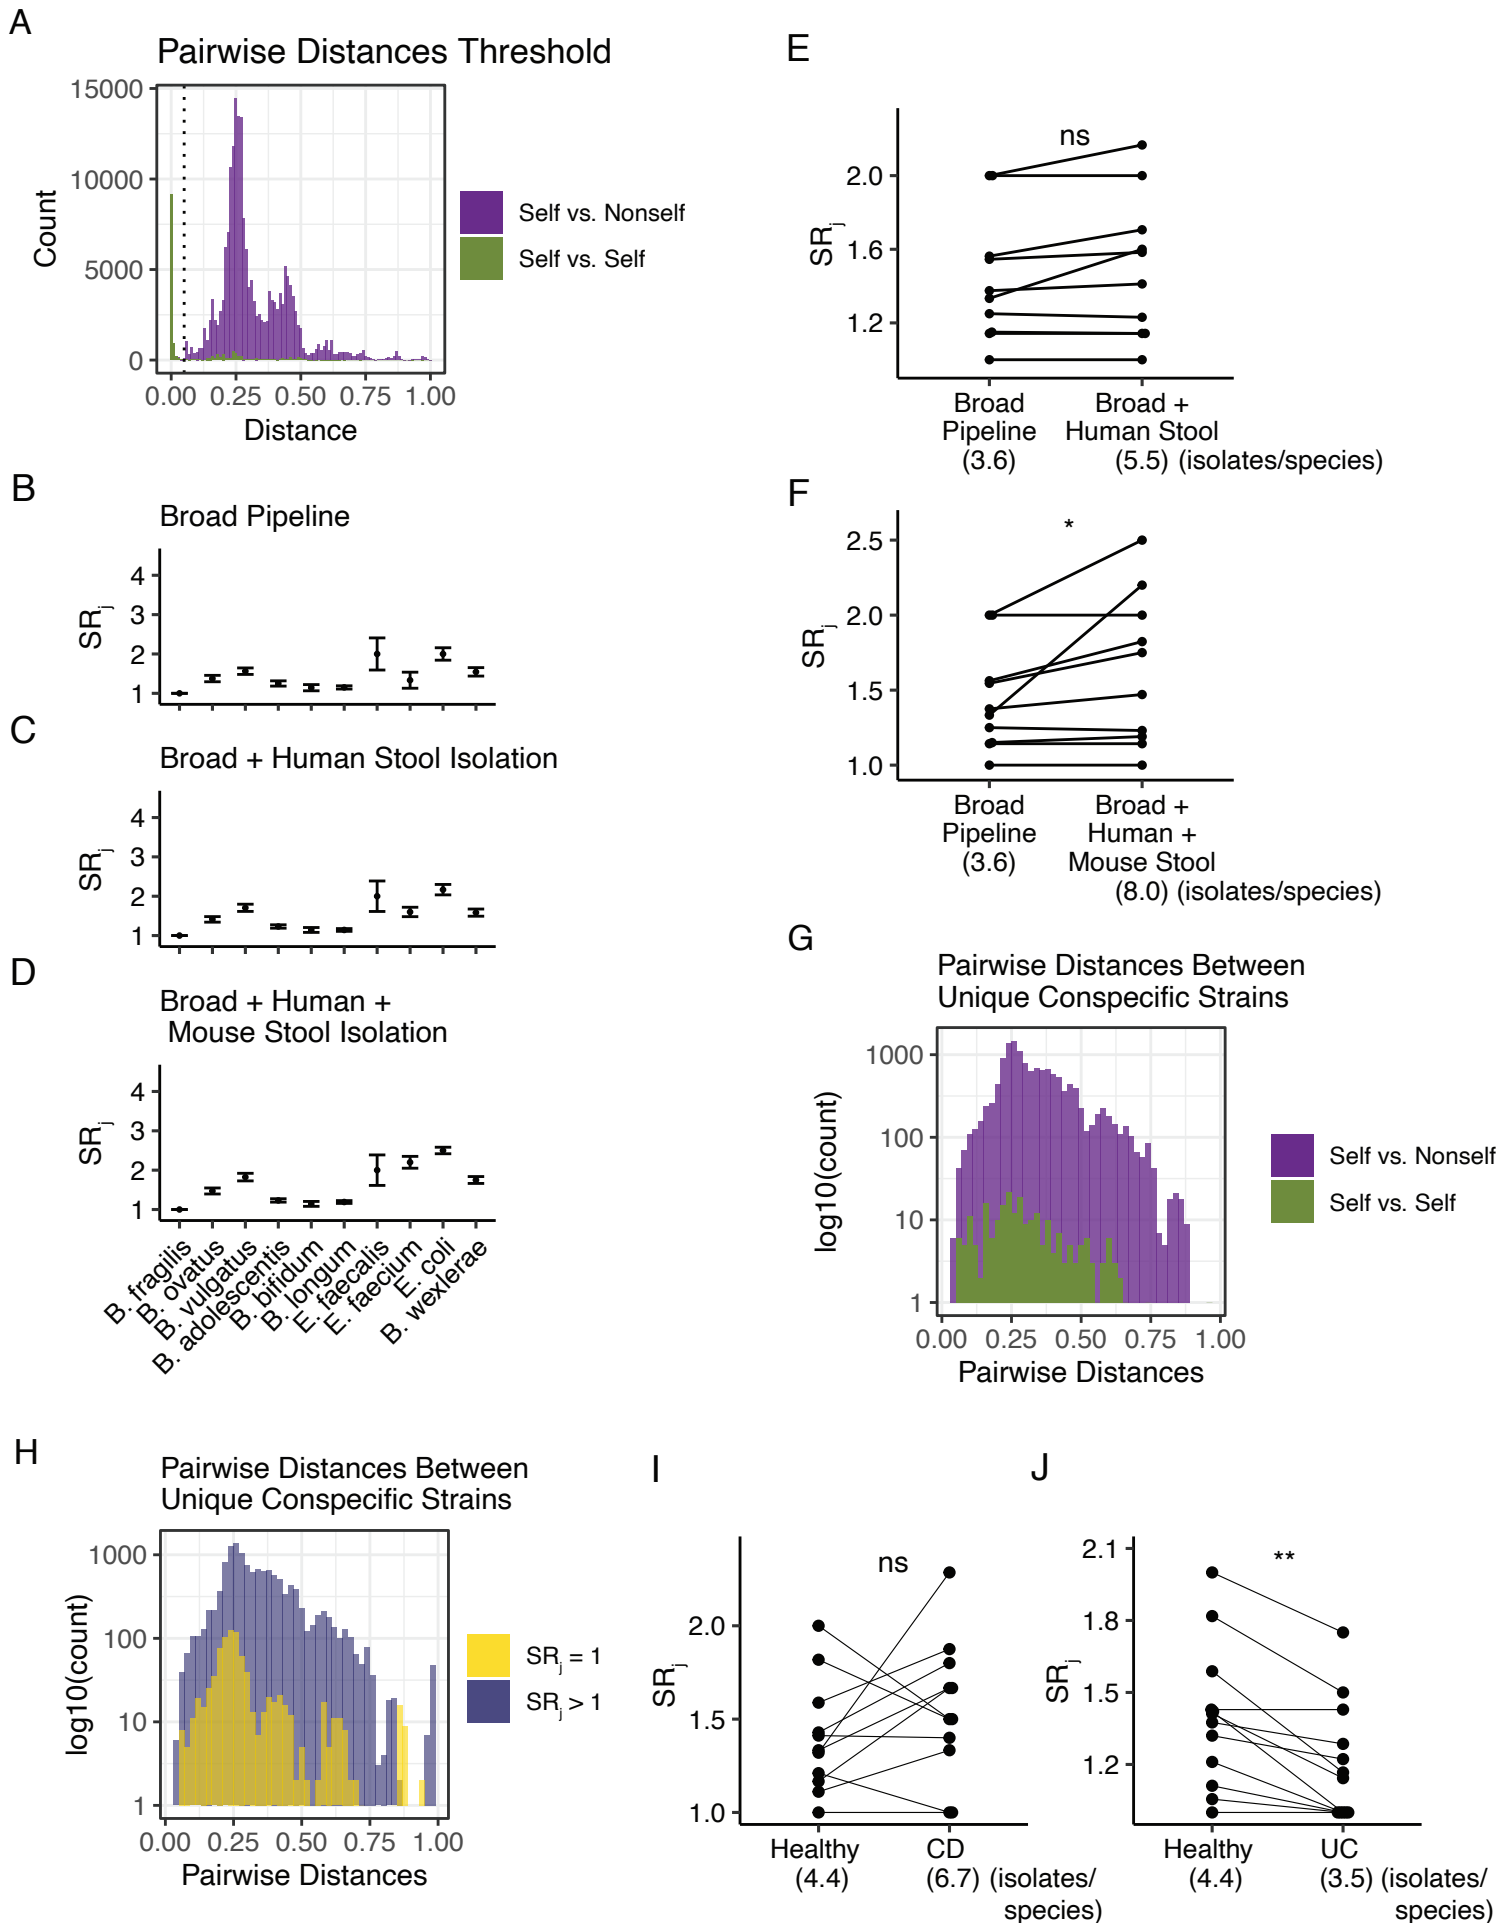 A
Pairwise Distances Threshold
15000
10000
5000
0
Count
0.00 0.25 0.50 0.75 1.00
Distance
Self vs. Nonself
Self vs. Self
B
Broad Pipeline
4
3
2
1
SRj
C
Broad + Human Stool Isolation
4
3
2
1
SRj
D
Broad + Human +
Mouse Stool Isolation
4
3
2
1
SRj
B. fragilis
B. ovatus
B. vulgatus
B. adolescentis
B. bifidum
B. longum
E. faecalis
E. faecium
E. coli
B. wexlerae
E
ns
2.0
1.6
1.2
SRj
Broad Pipeline (3.6)
Broad + Human Stool (5.5) (isolates/species)
F
*
2.5
2.0
1.5
1.0
SRj
Broad Pipeline (3.6)
Broad + Human + Mouse Stool (8.0) (isolates/species)
G
Pairwise Distances Between
Unique Conspecific Strains
1000
100
10
1
log10(count)
0.00 0.25 0.50 0.75 1.00
Pairwise Distances
Self vs. Nonself
Self vs. Self
H
Pairwise Distances Between
Unique Conspecific Strains
1000
100
10
1
log10(count)
0.00 0.25 0.50 0.75 1.00
Pairwise Distances
SRj = 1
SRj > 1
I
ns
2.0
1.5
1.0
SRj
Healthy (4.4)
CD (6.7) (isolates/ species)
J
**
2.1
1.8
1.5
1.2
SRj
Healthy (4.4)
UC (3.5) (isolates/ species)